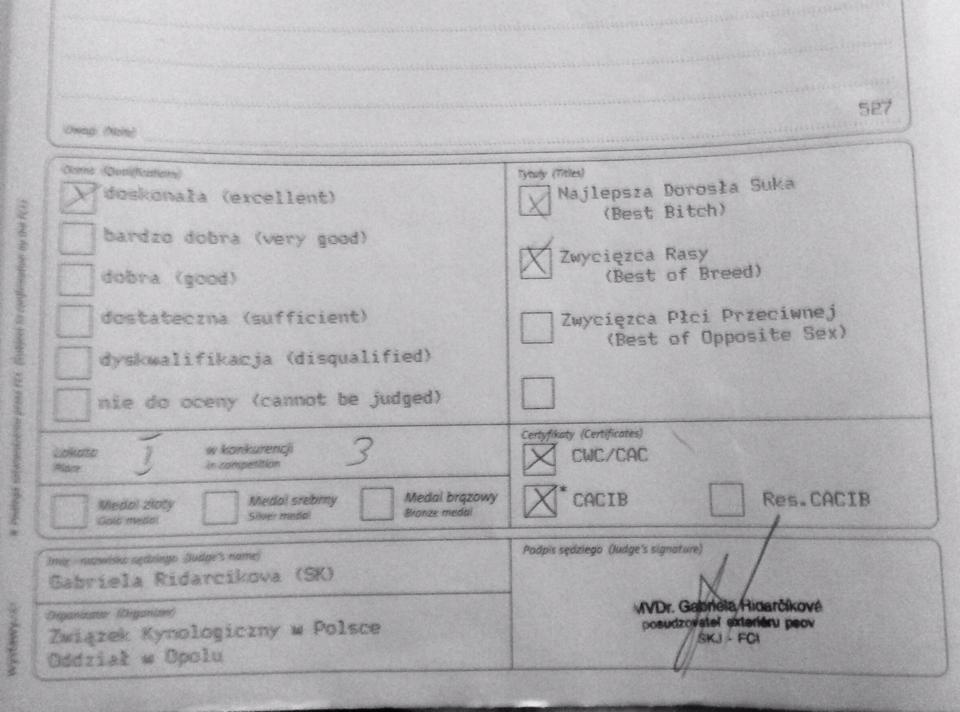 527
Uwagi (Note)
Ocena (Qualifications)
doskonała (excellent)
bardzo dobra (very good)
dobra (good)
dostateczna (sufficient)
dyskwalifikacja (disqualified)
nie do oceny (cannot be judged)
Tytuły (Titles)
Najlepsza Dorosła Suka
(Best Bitch)
Zwycięzca Rasy
(Best of Breed)
Zwycięzca Płci Przeciwnej
(Best of Opposite Sex)
Lokata I w konkurencji 3
Place in competition
Medal złoty
Gold medal
Medal srebrny
Silver medal
Medal brązowy
Bronze medal
Certyfikaty (Certificates)
CWC/CAC
* CACIB
Res.CACIB
Imię i nazwisko sędziego (Judge's name)
Gabriela Ridarcikova (SK)
Organizator (Organizer)
Związek Kynologiczny w Polsce
Oddział w Opolu
Podpis sędziego (Judge's signature)
MVDr. Gabriela Ridarčíková
posudzovateľ exteriéru psov
SKJ - FCI